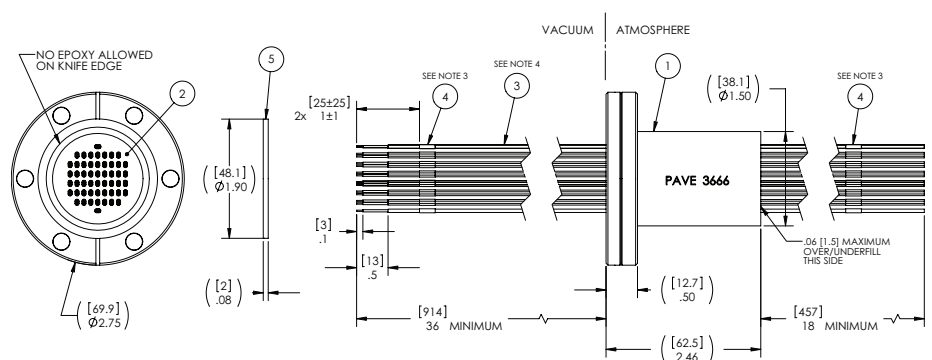 VACUUM
ATMOSPHERE
NO EPOXY ALLOWED
ON KNIFE EDGE
5
2
SEE NOTE 3
4
SEE NOTE 4
3
1
[38.1]
Ø1.50
SEE NOTE 3
4
[25±25]
2x 1±1
[48.1]
Ø1.90
PAVE 3666
[3]
.1
[13]
.5
.06 [1.5] MAXIMUM
OVER/UNDERFILL
THIS SIDE
[2]
.08
[12.7]
.50
[69.9]
Ø2.75
[914]
36 MINIMUM
[457]
18 MINIMUM
[62.5]
2.46